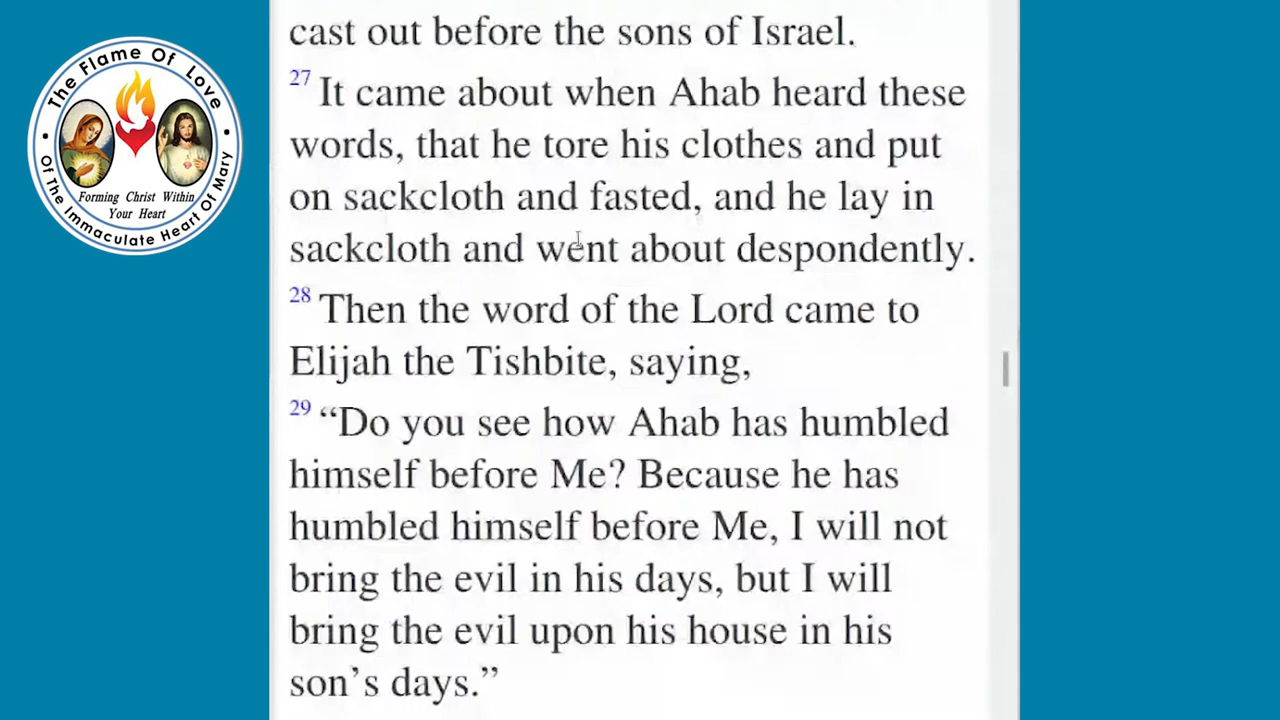 The Flame Of Love
Of The Immaculate Heart Of Mary
Forming Christ Within
Your Heart
cast out before the sons of Israel.
27 It came about when Ahab heard these
words, that he tore his clothes and put
on sackcloth and fasted, and he lay in
sackcloth and went about despondently.
28 Then the word of the Lord came to
Elijah the Tishbite, saying,
29 “Do you see how Ahab has humbled
himself before Me? Because he has
humbled himself before Me, I will not
bring the evil in his days, but I will
bring the evil upon his house in his
son’s days.”